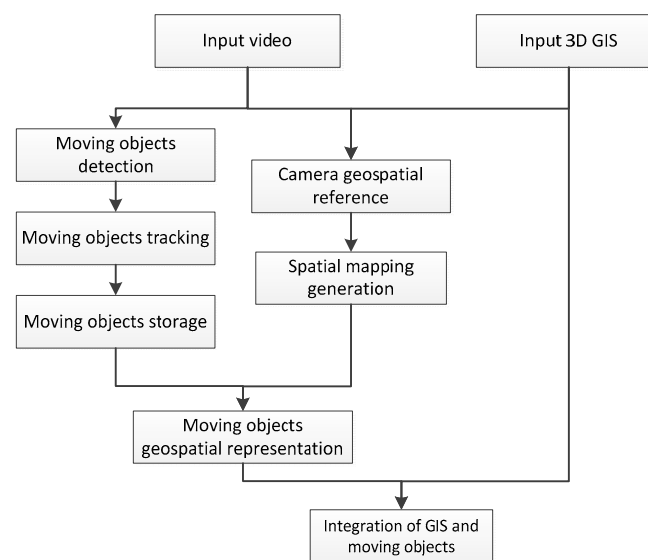 Input video
Input 3D GIS
Moving objects
detection
Camera geospatial
reference
Moving objects tracking
Spatial mapping
generation
Moving objects storage
Moving objects
geospatial representation
Integration of GIS and
moving objects